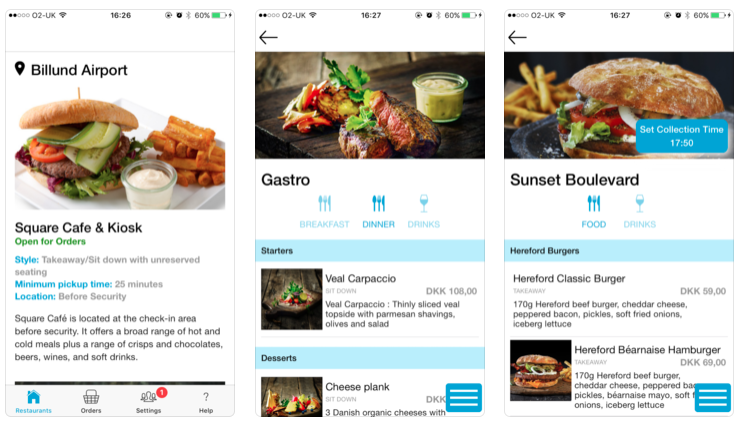 ●●○○○ O2-UK 16:26 60%
Billund Airport
Square Cafe & Kiosk
Open for Orders
Style: Takeaway/Sit down with unreserved
seating
Minimum pickup time: 25 minutes
Location: Before Security
Square Café is located at the check-in area
before security. It offers a broad range of hot and
cold meals plus a range of crisps and chocolates,
beers, wines, and soft drinks.
Restaurants Orders Settings 1 ? Help
●●○○○ O2-UK 16:27 60%
Gastro
BREAKFAST DINNER DRINKS
Starters
Veal Carpaccio
SIT DOWN DKK 108,00
Veal Carpaccio : Thinly sliced veal
topside with parmesan shavings,
olives and salad
Desserts
Cheese plank
SIT DOWN DKK
3 Danish organic cheeses with
●●○○○ O2-UK 16:27 60%
Set Collection Time
17:50
Sunset Boulevard
FOOD DRINKS
Hereford Burgers
Hereford Classic Burger
TAKEAWAY DKK 59,00
170g Hereford beef burger, cheddar cheese,
peppered bacon, pickles, soft fried onions,
iceberg lettuce
Hereford Béarnaise Hamburger
TAKEAWAY DKK 69,00
170g Hereford beef burger,
cheddar cheese, peppered
pickles, béarnaise mayo, soft
onions, iceberg lettuce